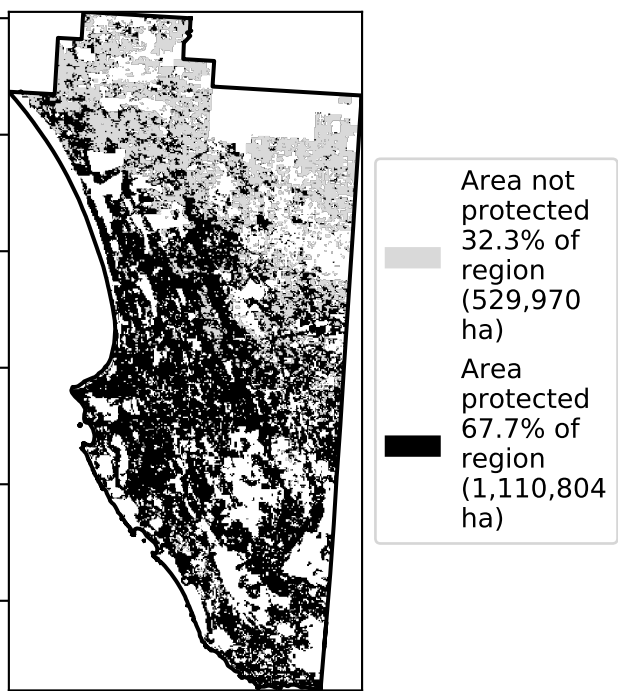 Area not
protected
32.3% of
region
(529,970
ha)
Area
protected
67.7% of
region
(1,110,804
ha)